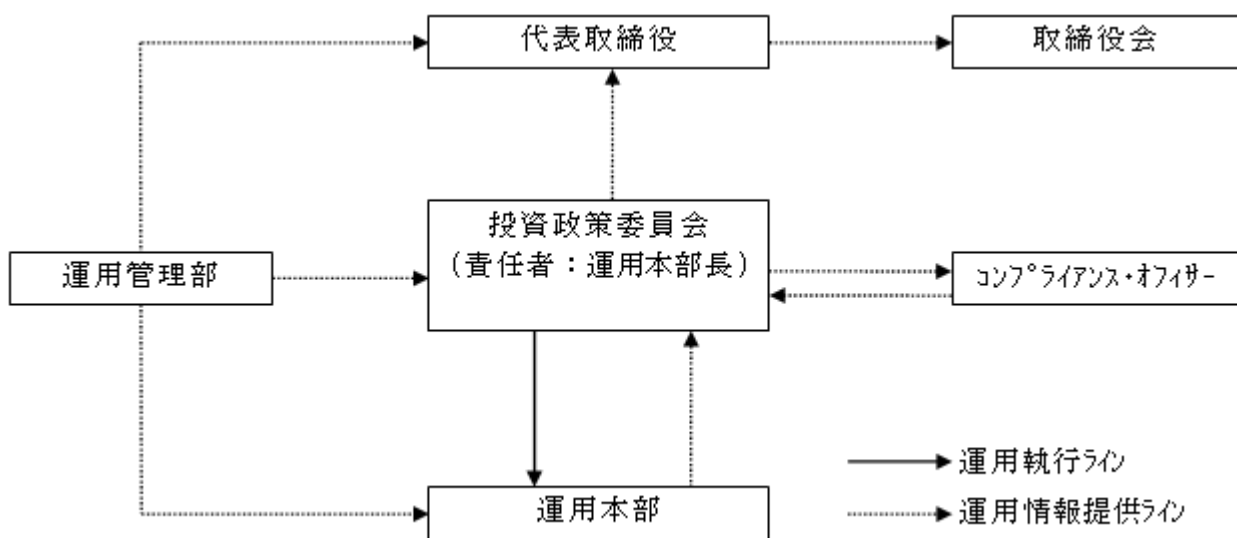 代表取締役
取締役会
投資政策委員会
(責任者：運用本部長)
運用管理部
ｺﾝﾌﾟﾗｲｱﾝｽ・ｵﾌｨｻｰ
運用執行ﾗｲﾝ
運用本部
運用情報提供ﾗｲﾝ